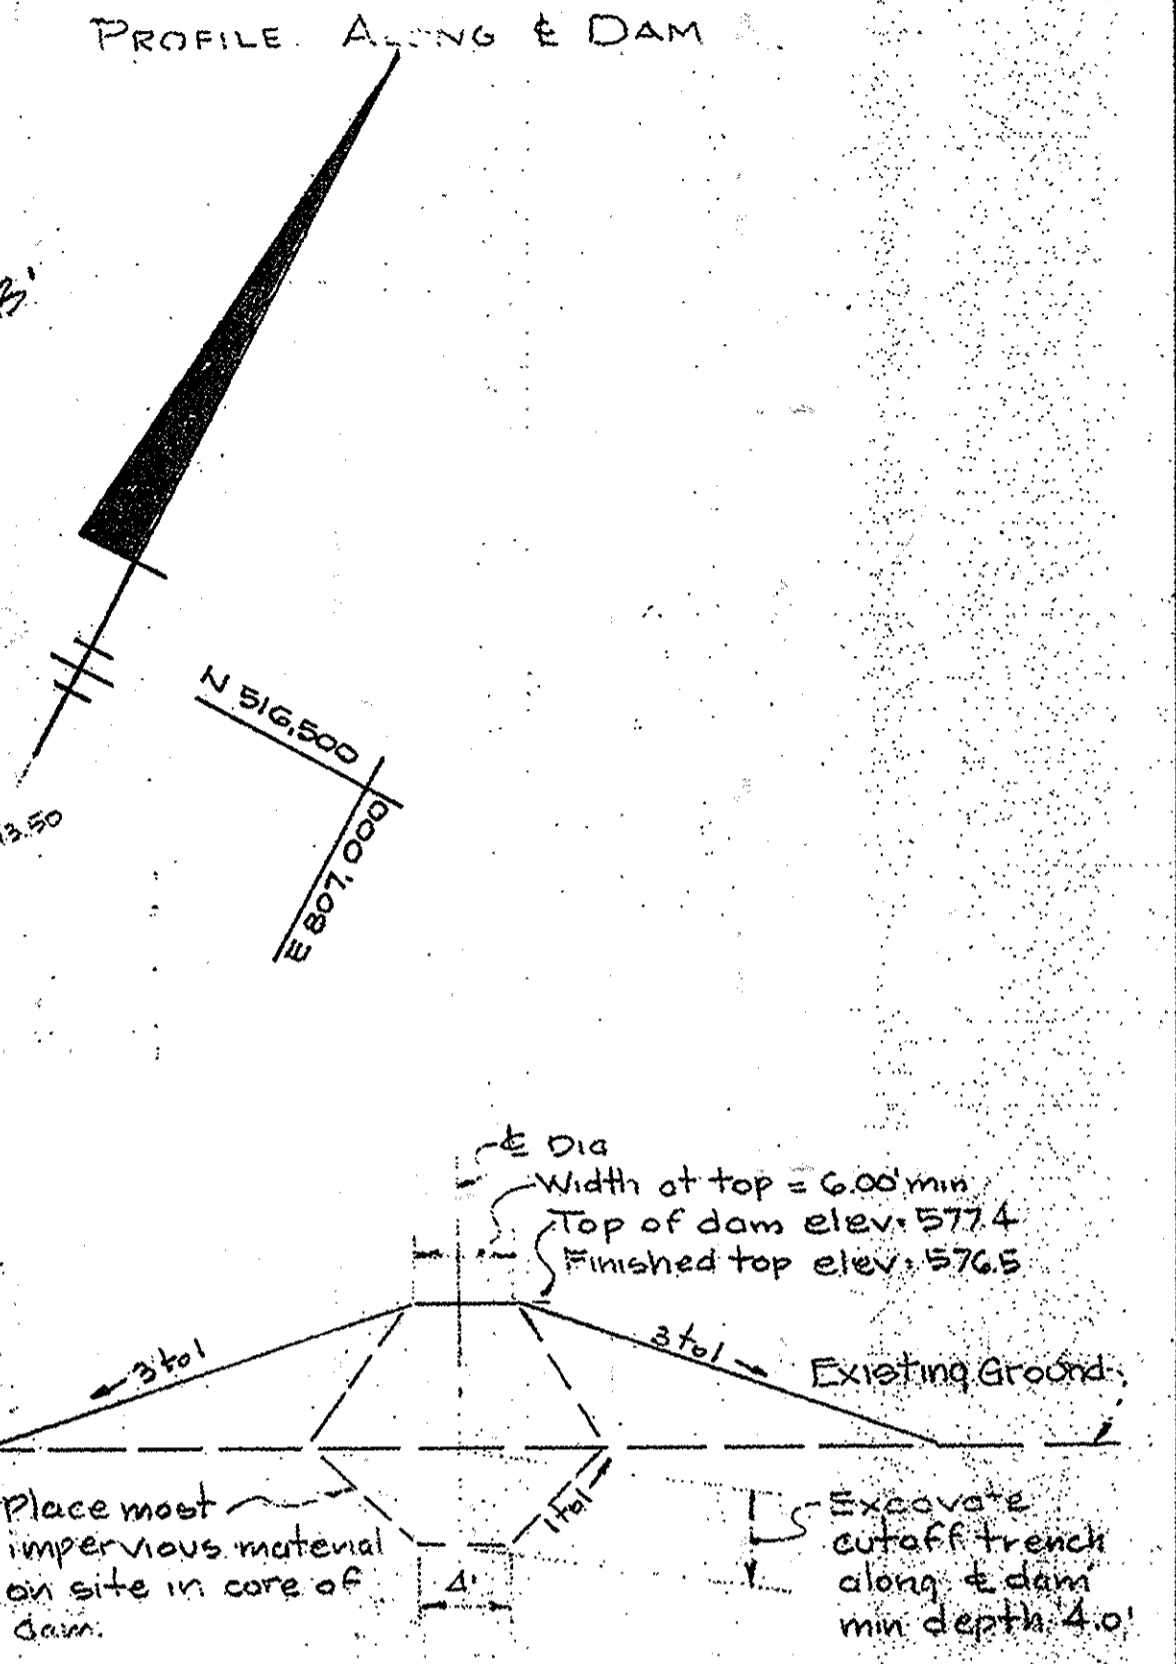 PROFILE ALONG ℄ DAM
3'
13.50
N 516,500
E 807,000
℄ Dia
Width at top = 6.00' min
Top of dam elev. 577.4
Finished top elev. 576.5
3 to 1
3 to 1
Existing Ground
Place most
impervious material
on site in core of
dam.
1 to 1
4'
Excavate
cutoff trench
along ℄ dam
min depth 4.0'